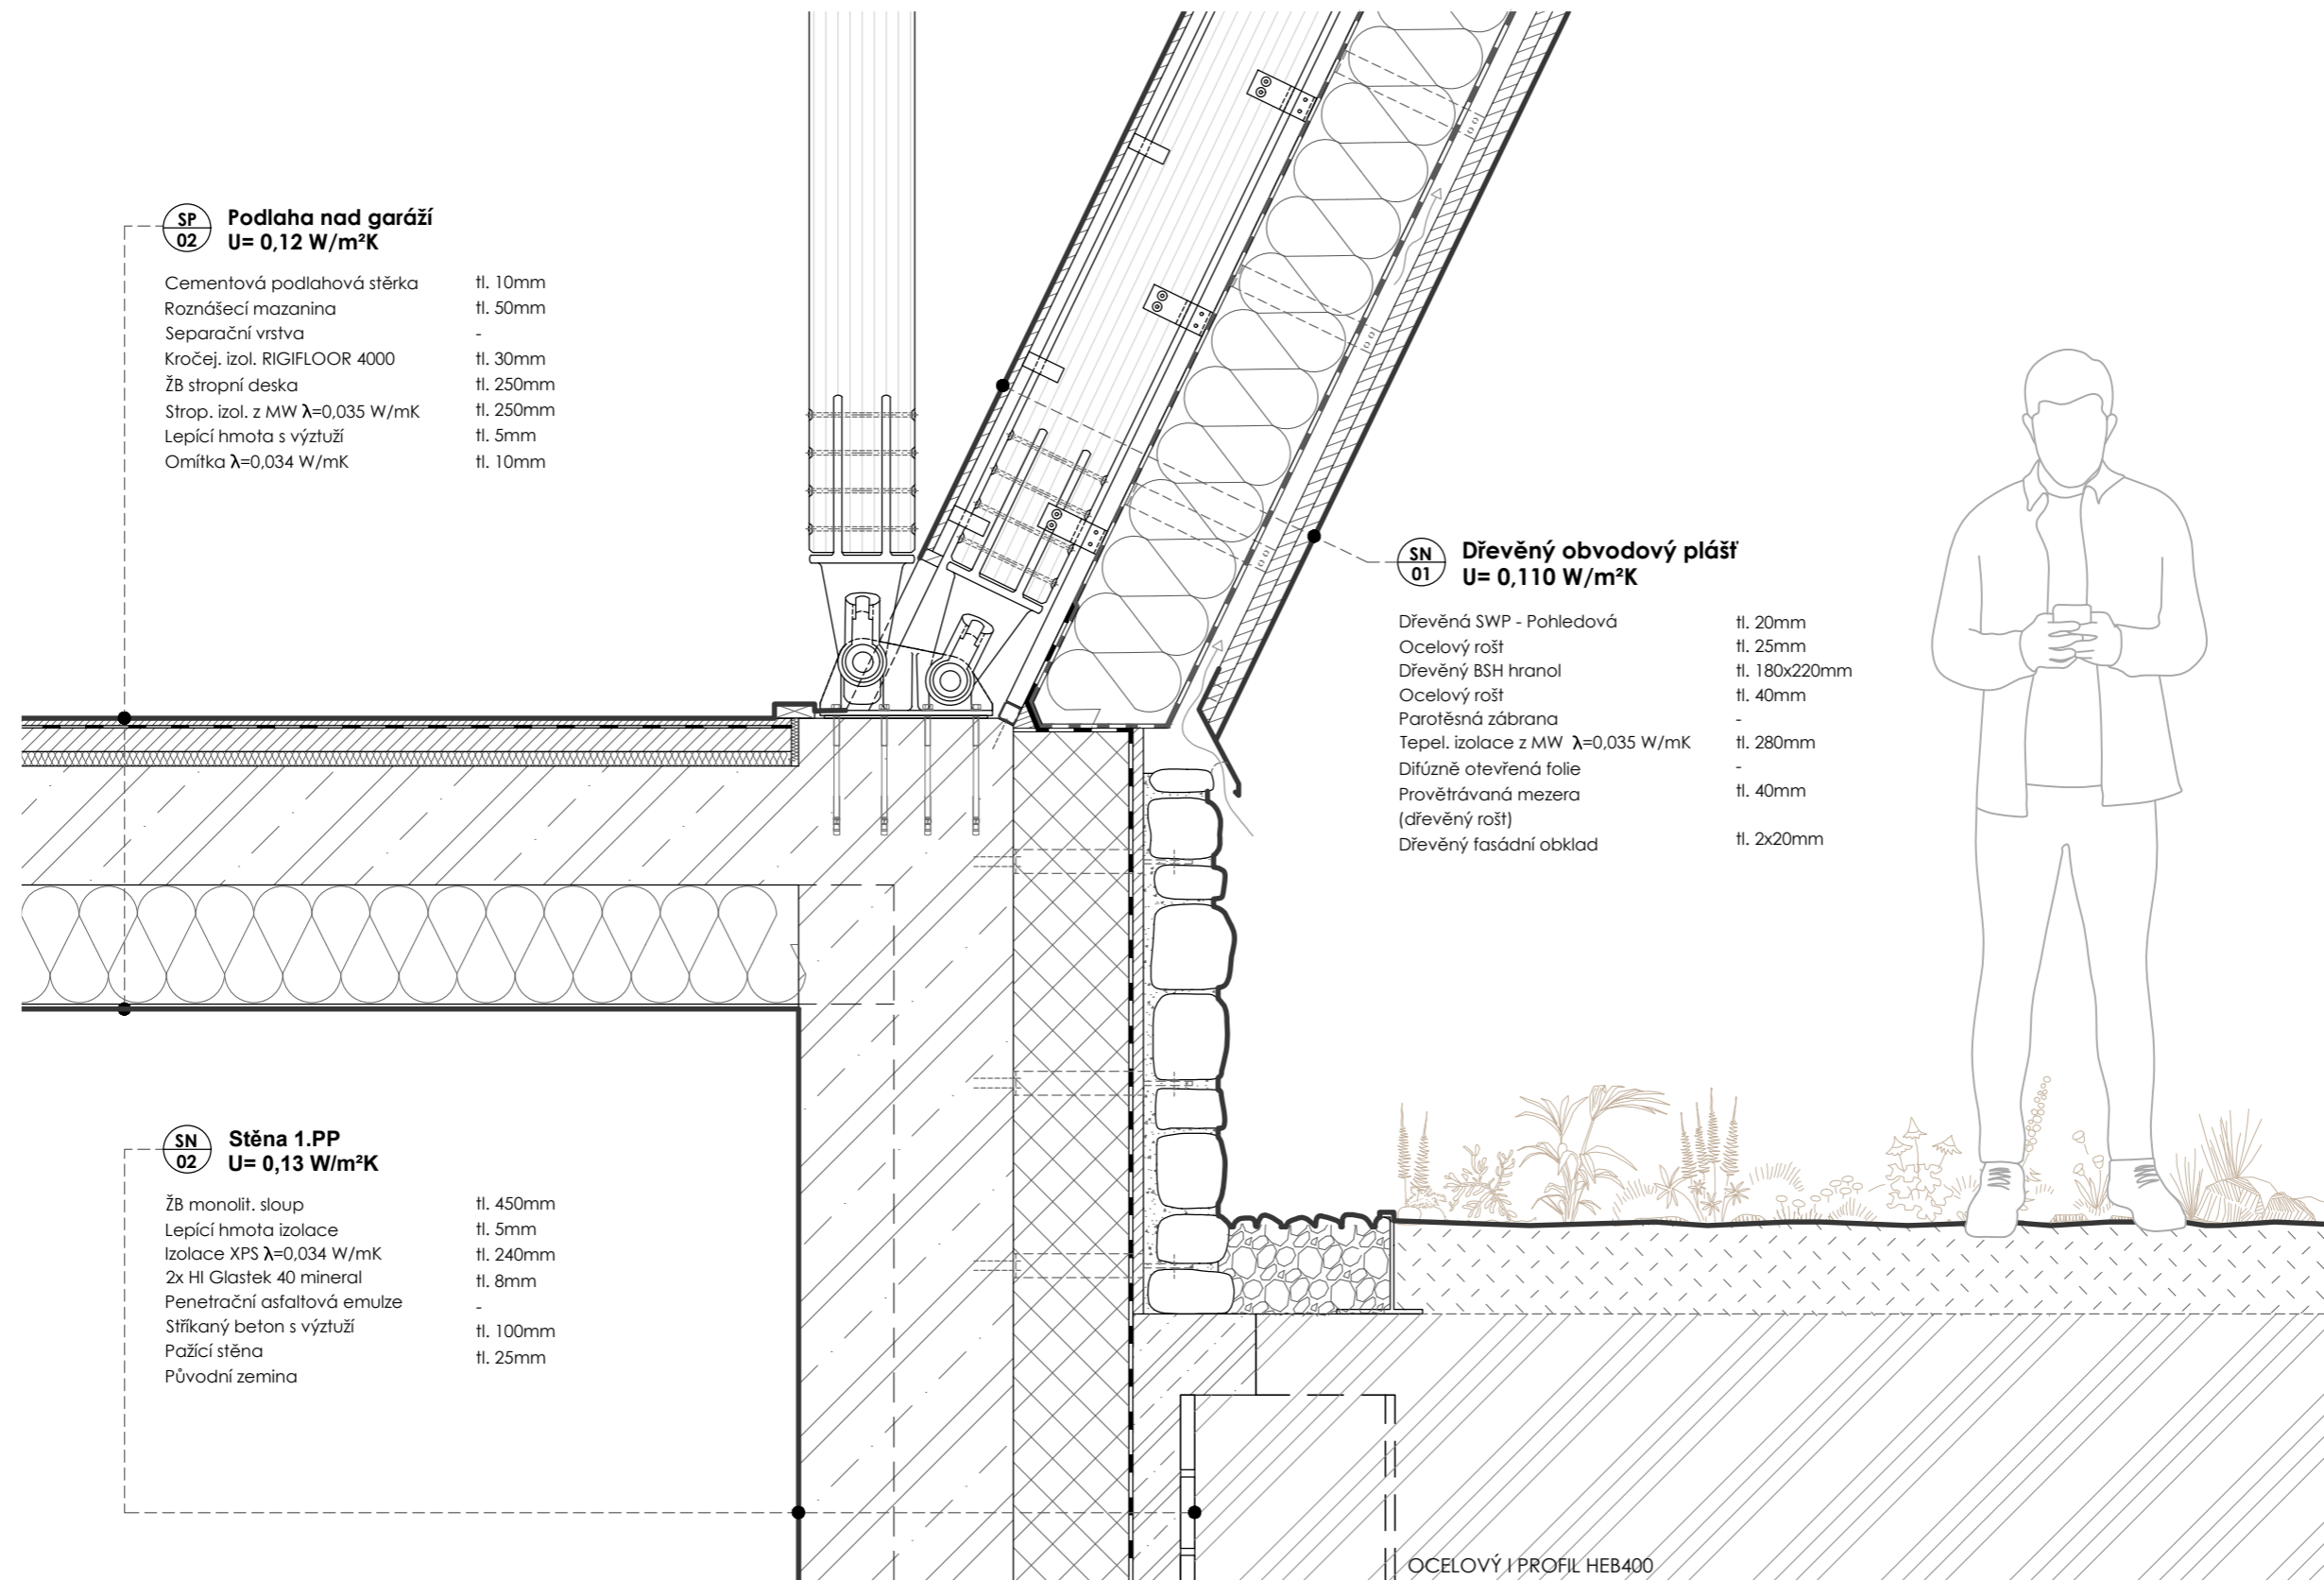 SP
02
Podlaha nad garáží
U= 0,12 W/m²K
Cementová podlahová stěrka tl. 10mm
Roznášecí mazanina tl. 50mm
Separační vrstva -
Kročej. izol. RIGIFLOOR 4000 tl. 30mm
ŽB stropní deska tl. 250mm
Strop. izol. z MW λ=0,035 W/mK tl. 250mm
Lepící hmota s výztuží tl. 5mm
Omítka λ=0,034 W/mK tl. 10mm
SN
01
Dřevěný obvodový plášť
U= 0,110 W/m²K
Dřevěná SWP - Pohledová tl. 20mm
Ocelový rošt tl. 25mm
Dřevěný BSH hranol tl. 180x220mm
Ocelový rošt tl. 40mm
Parotěsná zábrana -
Tepel. izolace z MW λ=0,035 W/mK tl. 280mm
Difúzně otevřená folie -
Provětrávaná mezera tl. 40mm
(dřevěný rošt)
Dřevěný fasádní obklad tl. 2x20mm
SN
02
Stěna 1.PP
U= 0,13 W/m²K
ŽB monolit. sloup tl. 450mm
Lepící hmota izolace tl. 5mm
Izolace XPS λ=0,034 W/mK tl. 240mm
2x HI Glastek 40 mineral tl. 8mm
Penetrační asfaltová emulze -
Stříkaný beton s výztuží tl. 100mm
Pažící stěna tl. 25mm
Původní zemina
OCELOVÝ I PROFIL HEB400